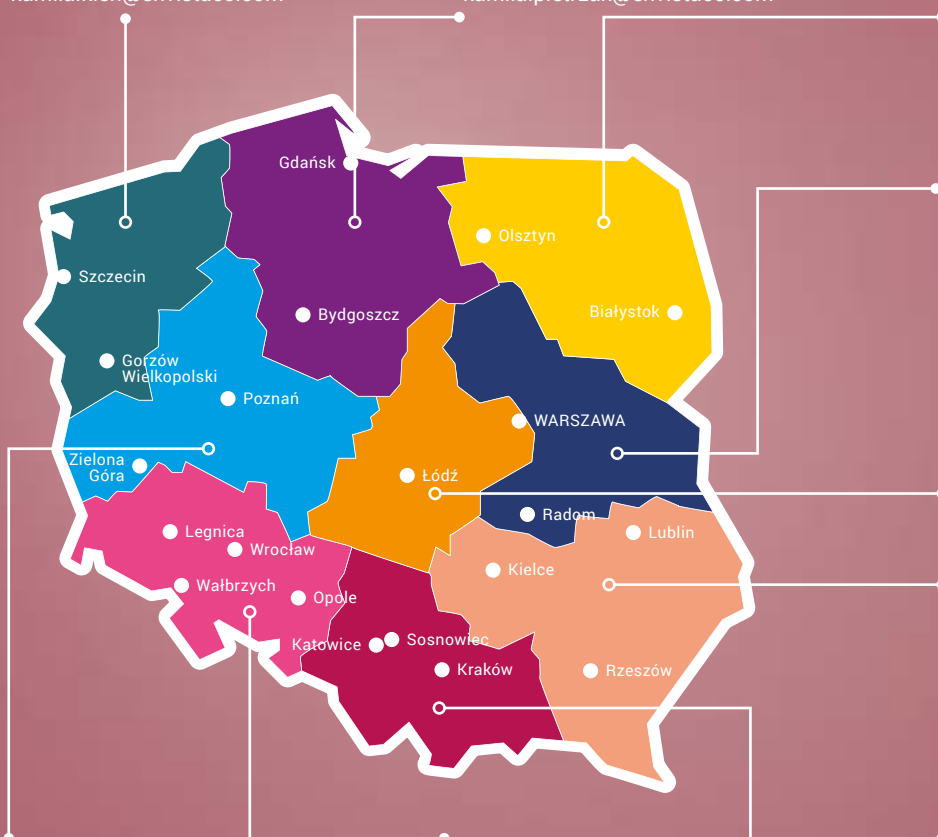 Gdańsk
Olsztyn
Szczecin
Białystok
Bydgoszcz
Gorzów
Wielkopolski
Poznań
WARSZAWA
Zielona
Góra
Łódź
Radom
Legnica
Lublin
Wrocław
Kielce
Wałbrzych
Opole
Katowice
Sosnowiec
Kraków
Rzeszów